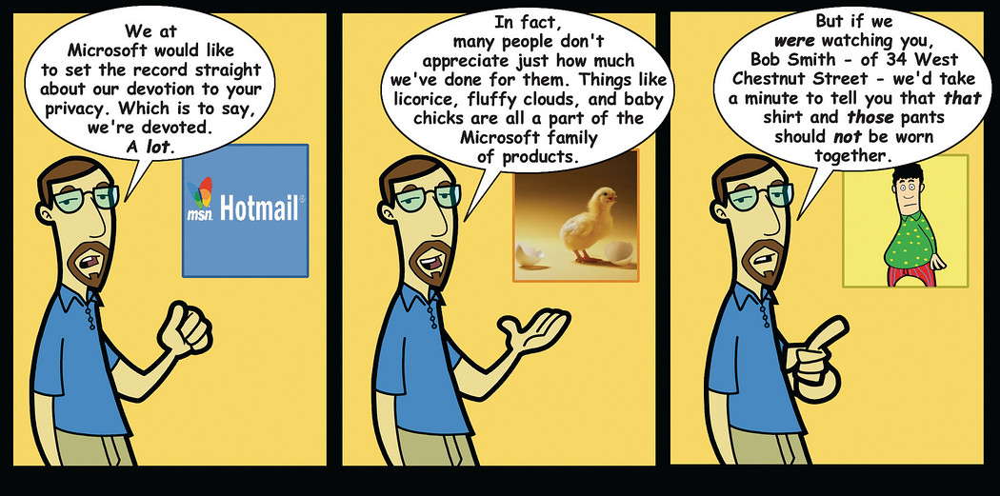 We at
Microsoft would like
to set the record straight
about our devotion to your
privacy. Which is to say,
we're devoted.
A lot.
msn Hotmail®
In fact,
many people don't
appreciate just how much
we've done for them. Things like
licorice, fluffy clouds, and baby
chicks are all a part of the
Microsoft family
of products.
But if we
were watching you,
Bob Smith - of 34 West
Chestnut Street - we'd take
a minute to tell you that that
shirt and those pants
should not be worn
together.